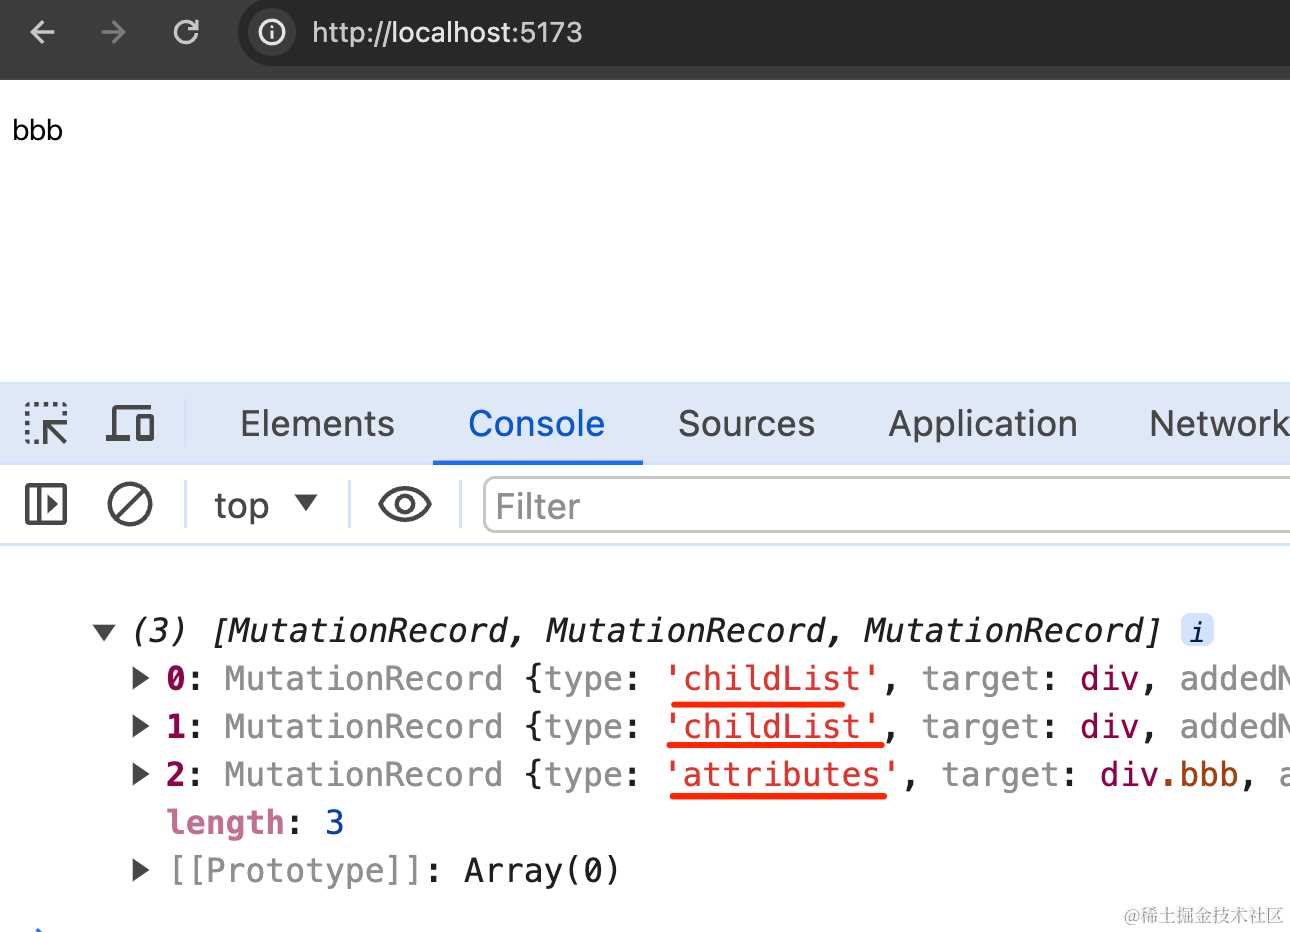 http://localhost:5173
bbb
Elements Console Sources Application Network
top Filter
(3) [MutationRecord, MutationRecord, MutationRecord] i
0: MutationRecord {type: 'childList', target: div, addedN
1: MutationRecord {type: 'childList', target: div, addedN
2: MutationRecord {type: 'attributes', target: div.bbb, a
length: 3
[[Prototype]]: Array(0)
@稀土掘金技术社区